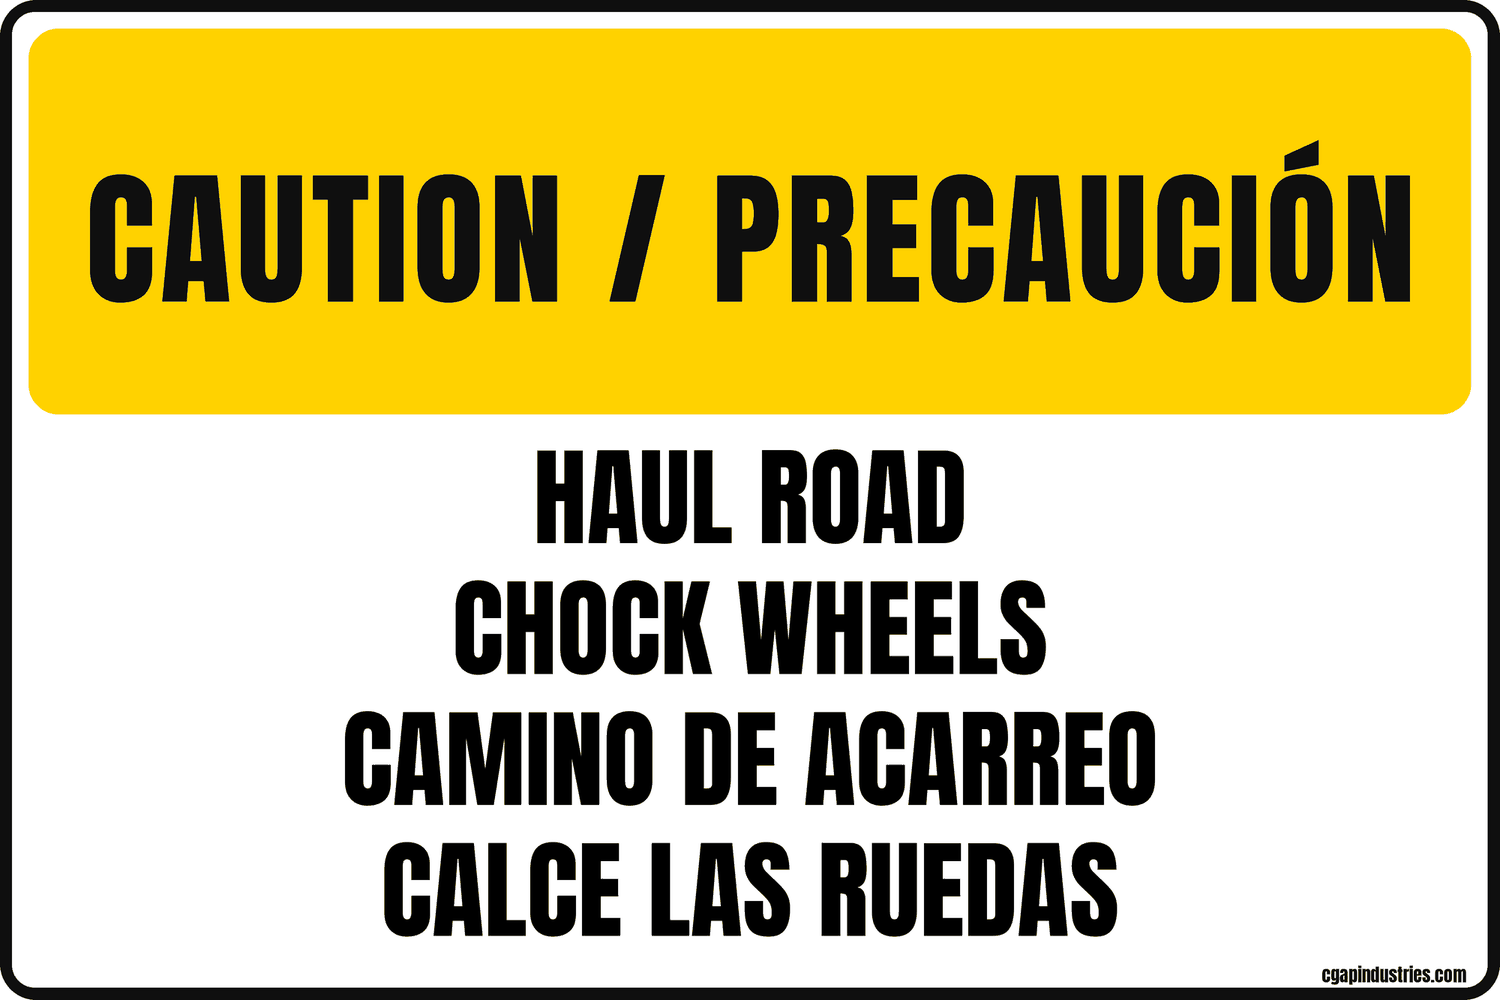 CAUTION / PRECAUCIÓN
HAUL ROAD
CHOCK WHEELS
CAMINO DE ACARREO
CALCE LAS RUEDAS
cgapindustries.com